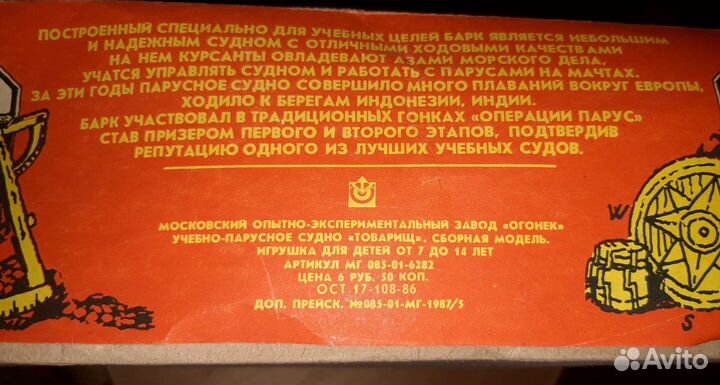 ПОСТРОЕННЫЙ СПЕЦИАЛЬНО ДЛЯ УЧЕБНЫХ ЦЕЛЕЙ БАРК ЯВЛЯЕТСЯ НЕБОЛЬШИМ
И НАДЕЖНЫМ СУДНОМ С ОТЛИЧНЫМИ ХОДОВЫМИ КАЧЕСТВАМИ
НА НЕМ КУРСАНТЫ ОВЛАДЕВАЮТ АЗАМИ МОРСКОГО ДЕЛА,
УЧАТСЯ УПРАВЛЯТЬ СУДНОМ И РАБОТАТЬ С ПАРУСАМИ НА МАЧТАХ.
ЗА ЭТИ ГОДЫ ПАРУСНОЕ СУДНО СОВЕРШИЛО МНОГО ПЛАВАНИЙ ВОКРУГ ЕВРОПЫ,
ХОДИЛО К БЕРЕГАМ ИНДОНЕЗИИ, ИНДИИ.
БАРК УЧАСТВОВАЛ В ТРАДИЦИОННЫХ ГОНКАХ «ОПЕРАЦИИ ПАРУС»
СТАВ ПРИЗЕРОМ ПЕРВОГО И ВТОРОГО ЭТАПОВ, ПОДТВЕРДИВ
РЕПУТАЦИЮ ОДНОГО ИЗ ЛУЧШИХ УЧЕБНЫХ СУДОВ.
МОСКОВСКИЙ ОПЫТНО-ЭКСПЕРИМЕНТАЛЬНЫЙ ЗАВОД «ОГОНЕК»
УЧЕБНО-ПАРУСНОЕ СУДНО «ТОВАРИЩ». СБОРНАЯ МОДЕЛЬ.
ИГРУШКА ДЛЯ ДЕТЕЙ ОТ 7 ДО 14 ЛЕТ
АРТИКУЛ МГ 085-01-6282
ЦЕНА 6 РУБ. 50 КОП.
ОСТ 17-108-86
ДОП. ПРЕЙСК. №085-01-МГ-1987/5
W
S
Avito